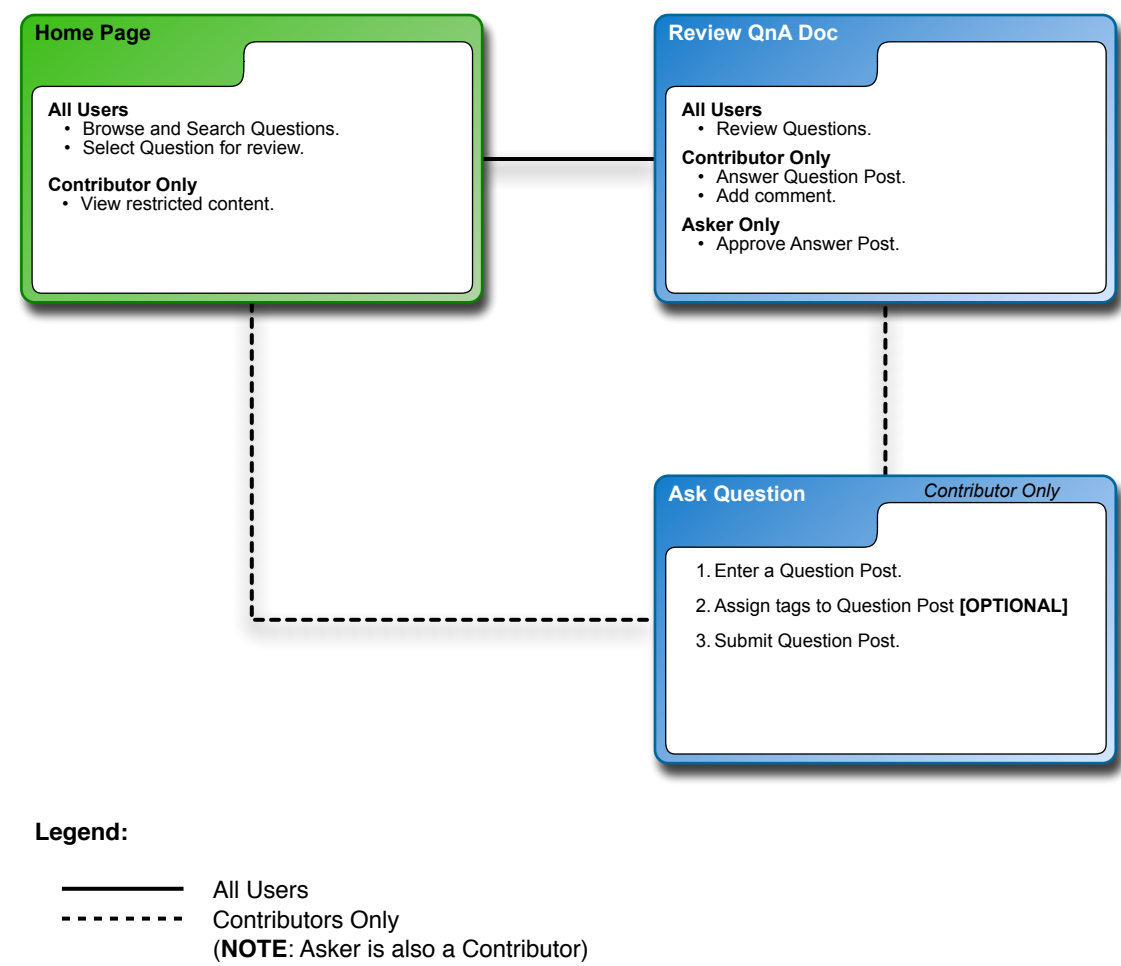 Home Page
All Users
• Browse and Search Questions.
• Select Question for review.
Contributor Only
• View restricted content.
Review QnA Doc
All Users
• Review Questions.
Contributor Only
• Answer Question Post.
• Add comment.
Asker Only
• Approve Answer Post.
Ask Question
Contributor Only
1. Enter a Question Post.
2. Assign tags to Question Post [OPTIONAL]
3. Submit Question Post.
Legend:
All Users
Contributors Only
(NOTE: Asker is also a Contributor)